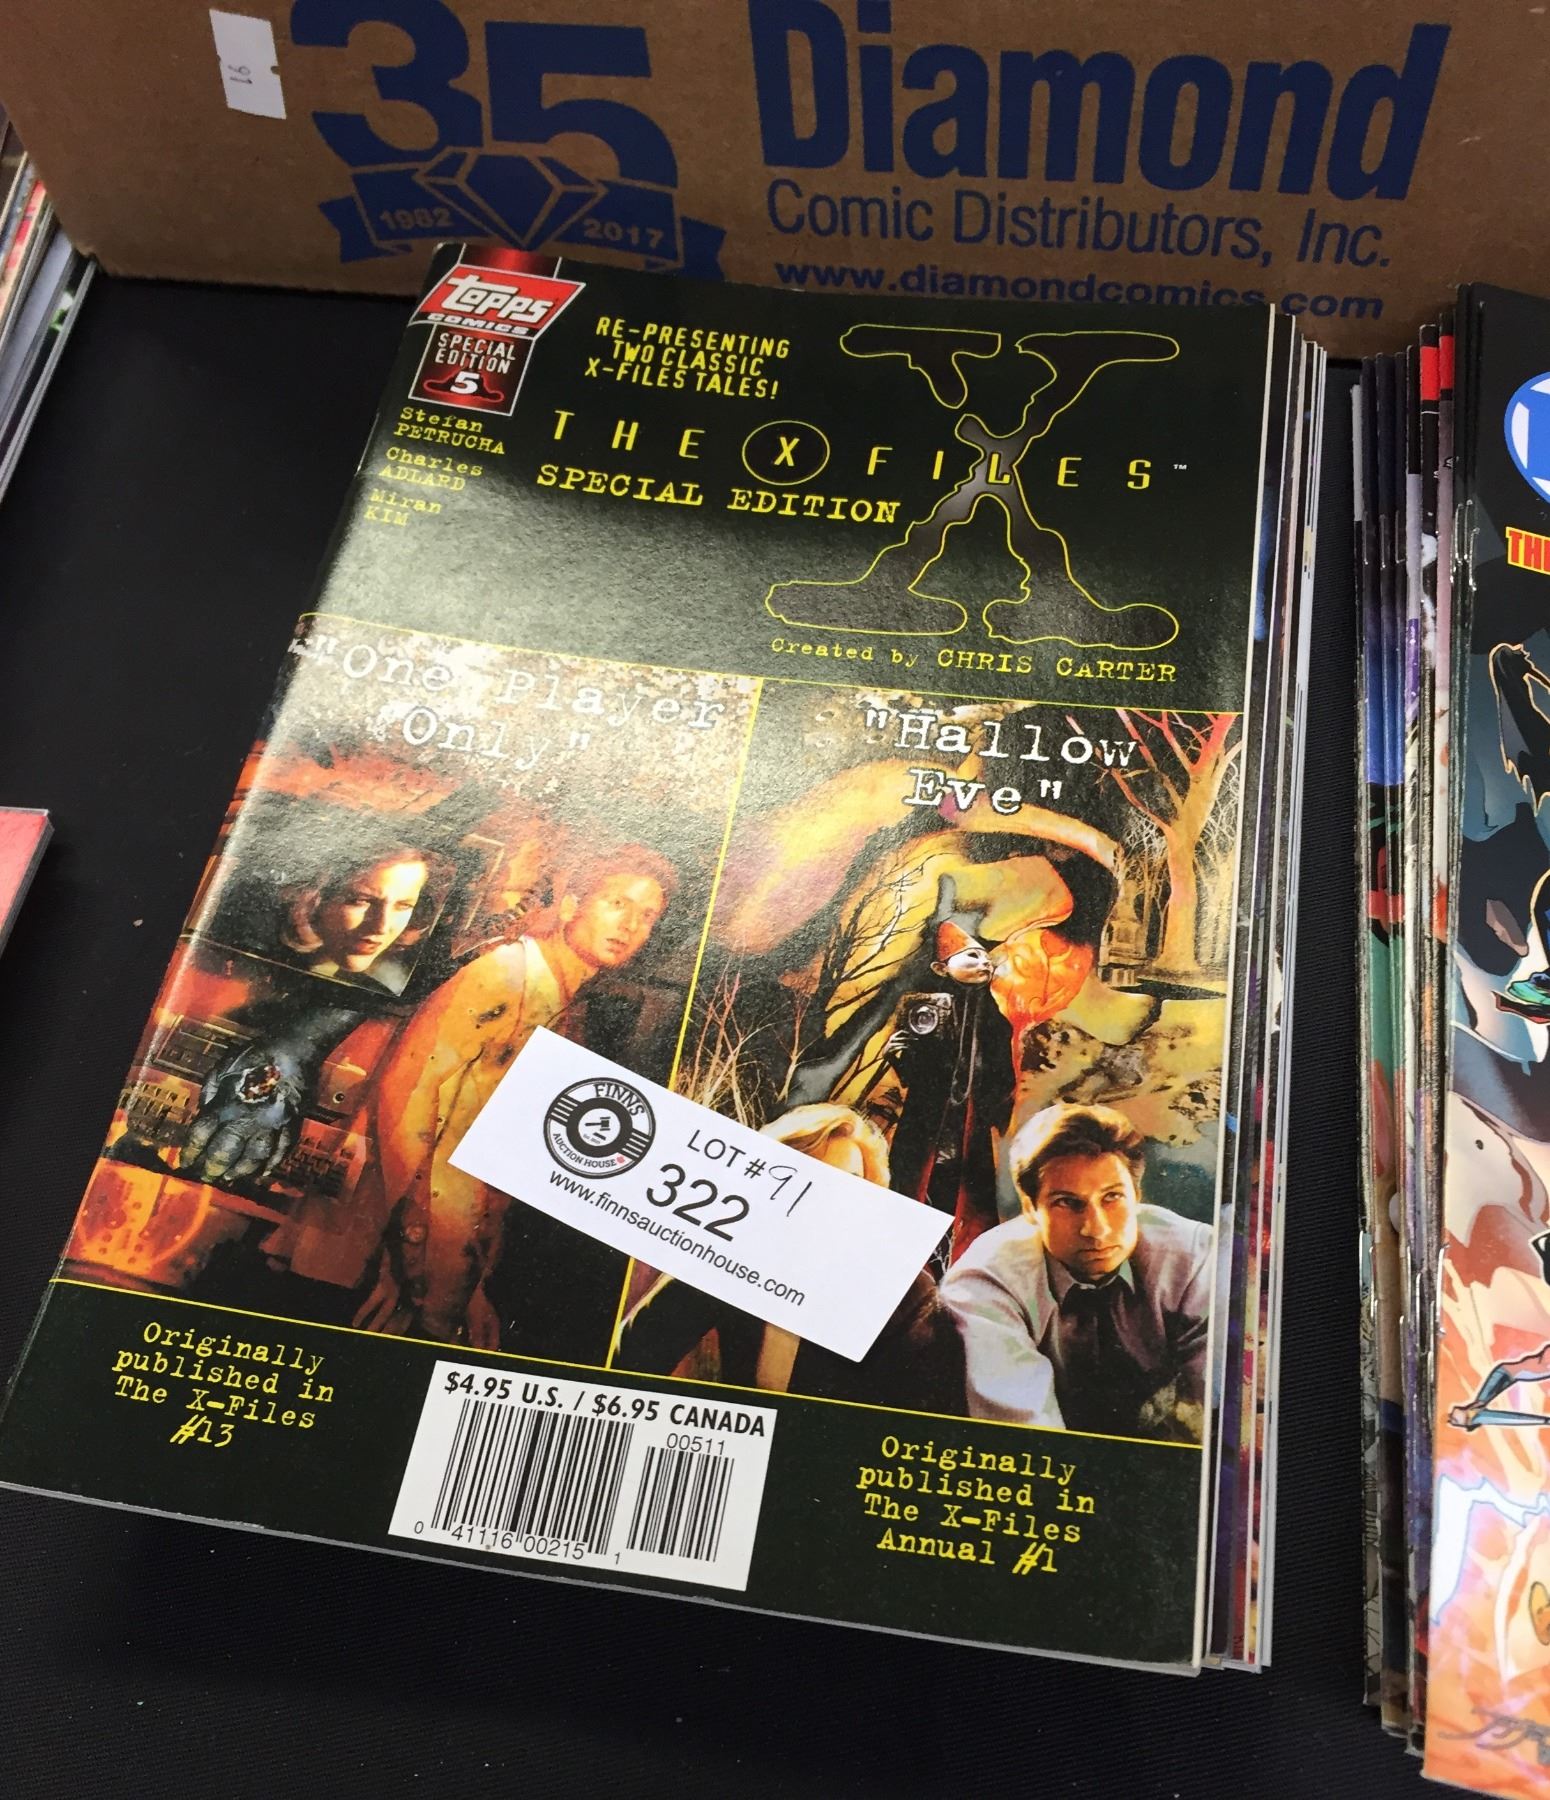 16
35
1982
2017
Diamond
Comic Distributors, Inc.
www.diamondcomics.com
TOPPS
COMICS
SPECIAL
EDITION
5
Stefan
PETRUCHA
Charles
ADLARD
Miran
KIM
RE-PRESENTING
TWO CLASSIC
X-FILES TALES!
THE X FILES™
SPECIAL EDITION
Created by CHRIS CARTER
"One Player
Only"
"Hallow
Eve"
FINNS
AUCTION HOUSE
LOT # 91
322
www.finnsauctionhouse.com
Originally
published in
The X-Files
#13
$4.95 U.S. / $6.95 CANADA
00511
0 41116 00215 1
Originally
published in
The X-Files
Annual #1